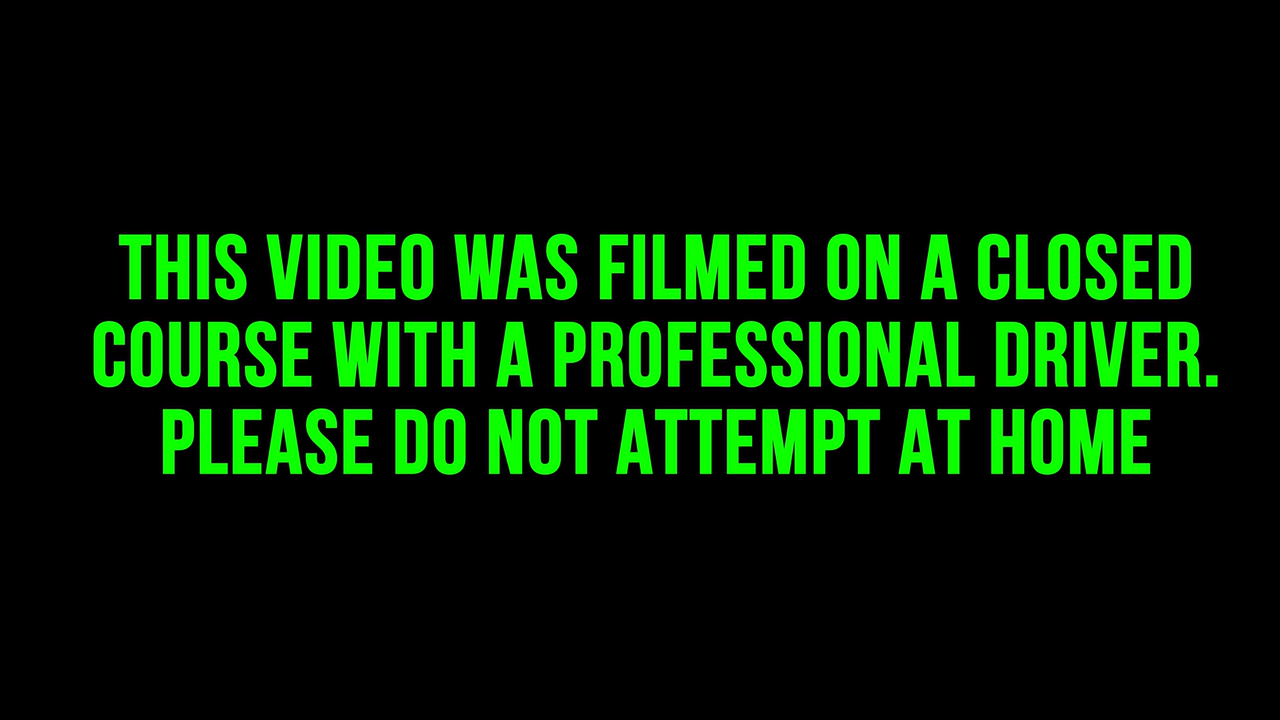 THIS VIDEO WAS FILMED ON A CLOSED
COURSE WITH A PROFESSIONAL DRIVER.
PLEASE DO NOT ATTEMPT AT HOME